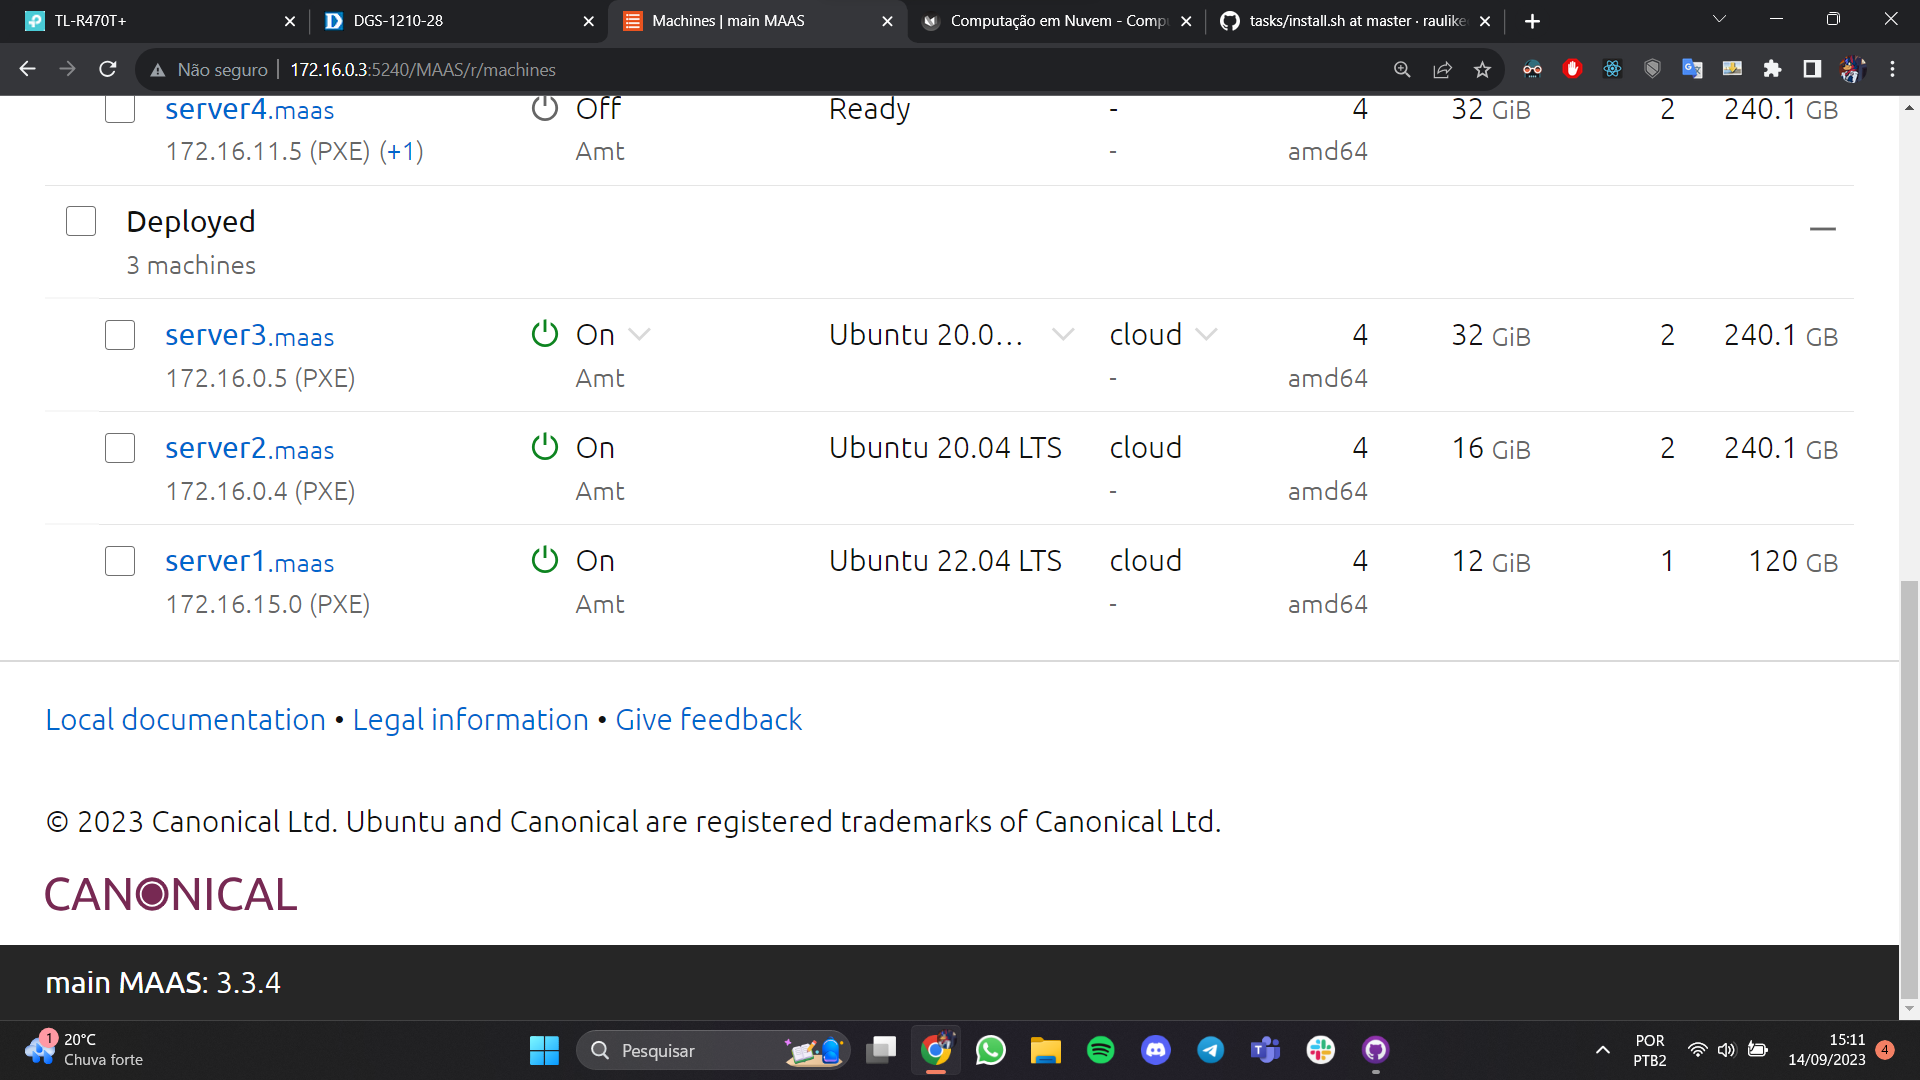 TL-R470T+
DGS-1210-28
Machines | main MAAS
Computação em Nuvem - Compu
tasks/install.sh at master · raulike
Não seguro
172.16.0.3:5240/MAAS/r/machines
server4.maas Off Ready - 4 32 GiB 2 240.1 GB
172.16.11.5 (PXE) (+1) Amt - amd64
Deployed
3 machines
server3.maas On Ubuntu 20.0... cloud 4 32 GiB 2 240.1 GB
172.16.0.5 (PXE) Amt - amd64
server2.maas On Ubuntu 20.04 LTS cloud 4 16 GiB 2 240.1 GB
172.16.0.4 (PXE) Amt - amd64
server1.maas On Ubuntu 22.04 LTS cloud 4 12 GiB 1 120 GB
172.16.15.0 (PXE) Amt - amd64
Local documentation • Legal information • Give feedback
© 2023 Canonical Ltd. Ubuntu and Canonical are registered trademarks of Canonical Ltd.
CANONICAL
main MAAS: 3.3.4
1
20°C
Chuva forte
Pesquisar
POR
PTB2
15:11
14/09/2023
4